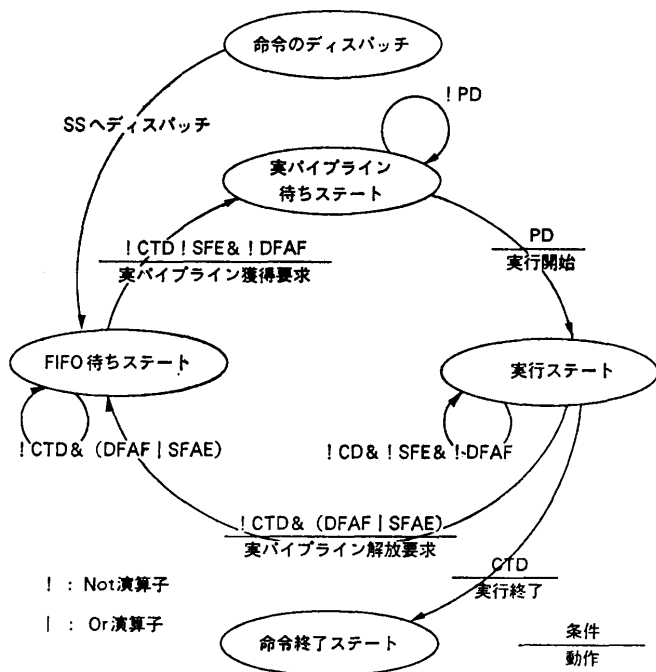 命令のディスパッチ
! PD
SSへディスパッチ
実パイプライン
待ちステート
! CTD ! SFE & ! DFAF
実パイプライン獲得要求
PD
実行開始
FIFO 待ちステート
実行ステート
! CTD & (DFAF | SFAE)
! CD & ! SFE & ! DFAF
! CTD & (DFAF | SFAE)
実パイプライン解放要求
CTD
実行終了
! : Not演算子
| : Or演算子
命令終了ステート
条件
動作